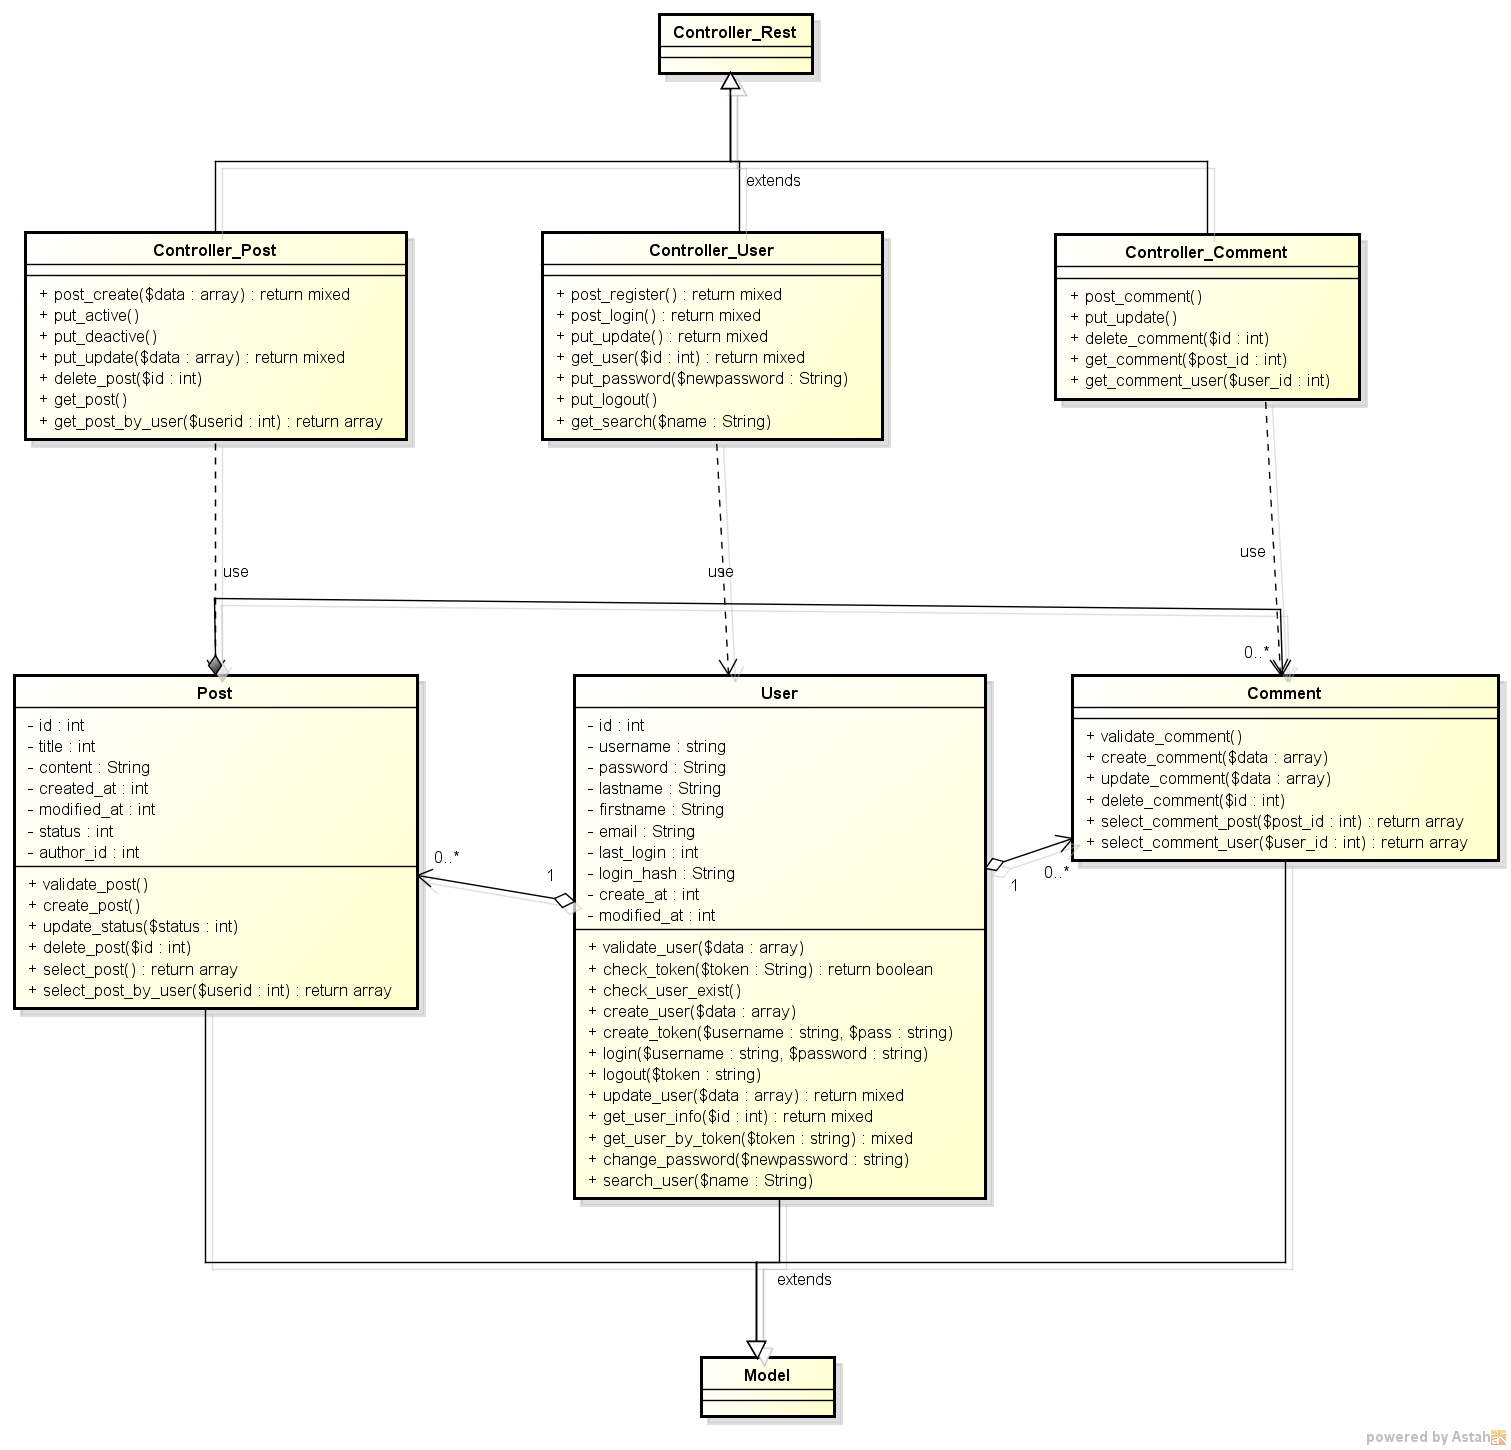 Controller_Rest
extends
Controller_Post
+ post_create($data : array) : return mixed
+ put_active()
+ put_deactive()
+ put_update($data : array) : return mixed
+ delete_post($id : int)
+ get_post()
+ get_post_by_user($userid : int) : return array
Controller_User
+ post_register() : return mixed
+ post_login() : return mixed
+ put_update() : return mixed
+ get_user($id : int) : return mixed
+ put_password($newpassword : String)
+ put_logout()
+ get_search($name : String)
Controller_Comment
+ post_comment()
+ put_update()
+ delete_comment($id : int)
+ get_comment($post_id : int)
+ get_comment_user($user_id : int)
use
use
use
0..*
Post
- id : int
- title : int
- content : String
- created_at : int
- modified_at : int
- status : int
- author_id : int
+ validate_post()
+ create_post()
+ update_status($status : int)
+ delete_post($id : int)
+ select_post() : return array
+ select_post_by_user($userid : int) : return array
0..*
1
User
- id : int
- username : string
- password : String
- lastname : String
- firstname : String
- email : String
- last_login : int
- login_hash : String
- create_at : int
- modified_at : int
+ validate_user($data : array)
+ check_token($token : String) : return boolean
+ check_user_exist()
+ create_user($data : array)
+ create_token($username : string, $pass : string)
+ login($username : string, $password : string)
+ logout($token : string)
+ update_user($data : array) : return mixed
+ get_user_info($id : int) : return mixed
+ get_user_by_token($token : string) : mixed
+ change_password($newpassword : string)
+ search_user($name : String)
1
0..*
Comment
+ validate_comment()
+ create_comment($data : array)
+ update_comment($data : array)
+ delete_comment($id : int)
+ select_comment_post($post_id : int) : return array
+ select_comment_user($user_id : int) : return array
extends
Model
powered by Astah